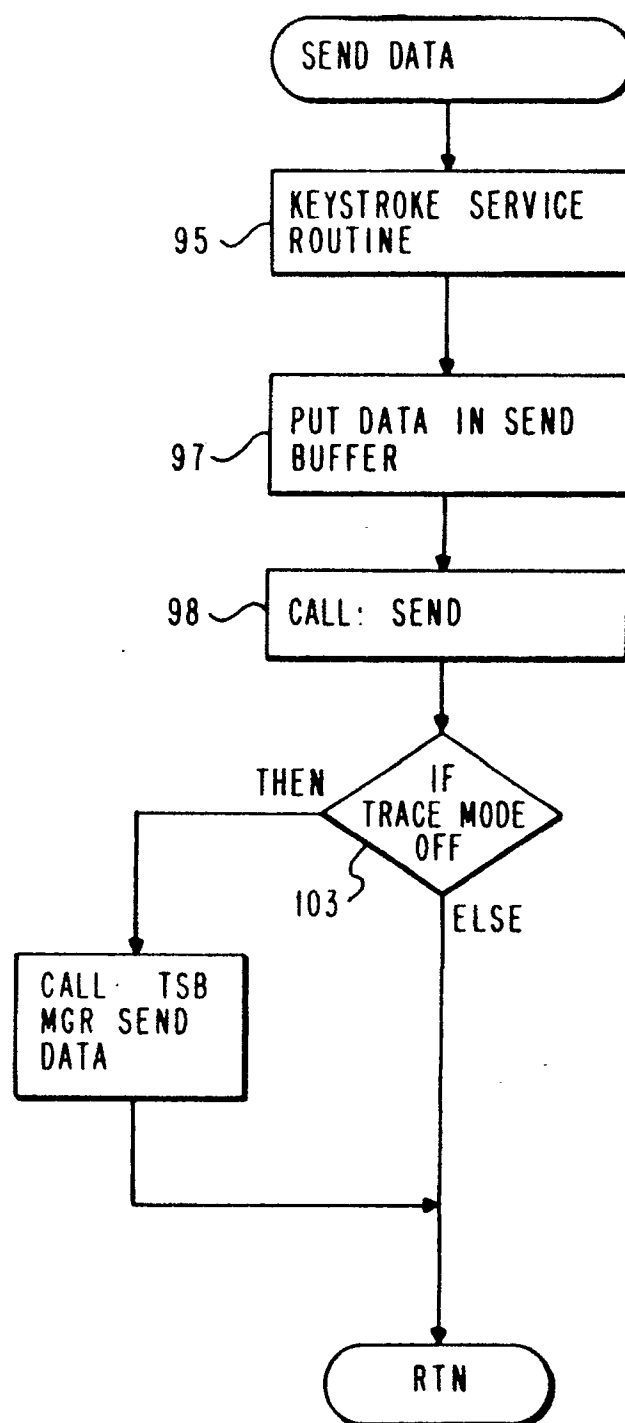 SEND DATA
KEYSTROKE SERVICE
ROUTINE
95
PUT DATA IN SEND
BUFFER
97
98
CALL: SEND
THEN
IF
TRACE MODE
OFF
103
ELSE
CALL: TSB
MGR SEND
DATA
RTN